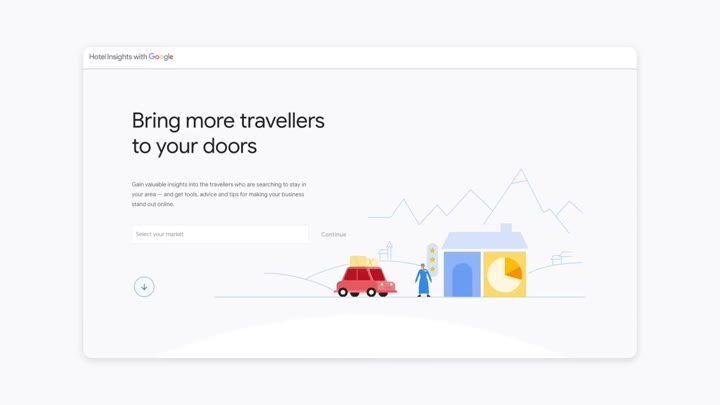 Hotel Insights with Google
Bring more travellers
to your doors
Gain valuable insights into the travellers who are searching to stay in
your area — and get tools, advice and tips for making your business
stand out online.
Select your market
Continue